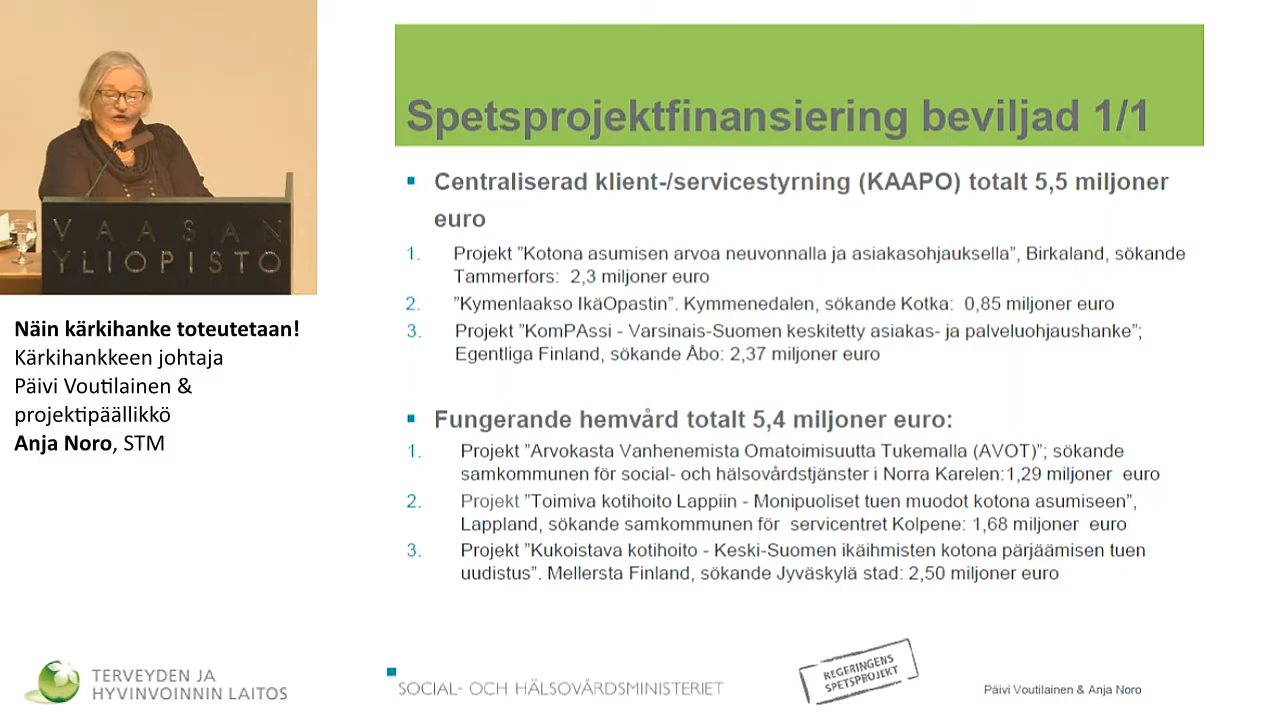 VAASAN
YLIOPISTO
Näin kärkihanke toteutetaan!
Kärkihankkeen johtaja
Päivi Voutilainen &
projektipäällikkö
Anja Noro, STM
TERVEYDEN JA
HYVINVOINNIN LAITOS
Spetsprojektfinansiering beviljad 1/1
Centraliserad klient-/servicestyrning (KAAPO) totalt 5,5 miljoner
euro
1. Projekt ”Kotona asumisen arvoa neuvonnalla ja asiakasohjauksella”, Birkaland, sökande
Tammerfors: 2,3 miljoner euro
2. ”Kymenlaakso IkäOpastin”. Kymmenedalen, sökande Kotka: 0,85 miljoner euro
3. Projekt ”KomPAssi - Varsinais-Suomen keskitetty asiakas- ja palveluohjaushanke”;
Egentliga Finland, sökande Åbo: 2,37 miljoner euro
Fungerande hemvård totalt 5,4 miljoner euro:
1. Projekt ”Arvokasta Vanhenemista Omatoimisuutta Tukemalla (AVOT)”; sökande
samkommunen för social- och hälsovårdstjänster i Norra Karelen:1,29 miljoner euro
2. Projekt ”Toimiva kotihoito Lappiin - Monipuoliset tuen muodot kotona asumiseen”,
Lappland, sökande samkommunen för servicentret Kolpene: 1,68 miljoner euro
3. Projekt ”Kukoistava kotihoito - Keski-Suomen ikäihmisten kotona pärjäämisen tuen
uudistus”. Mellersta Finland, sökande Jyväskylä stad: 2,50 miljoner euro
SOCIAL- OCH HÄLSOVÅRDSMINISTERIET
REGERINGENS
SPETSPROJEKT
Päivi Voutilainen & Anja Noro